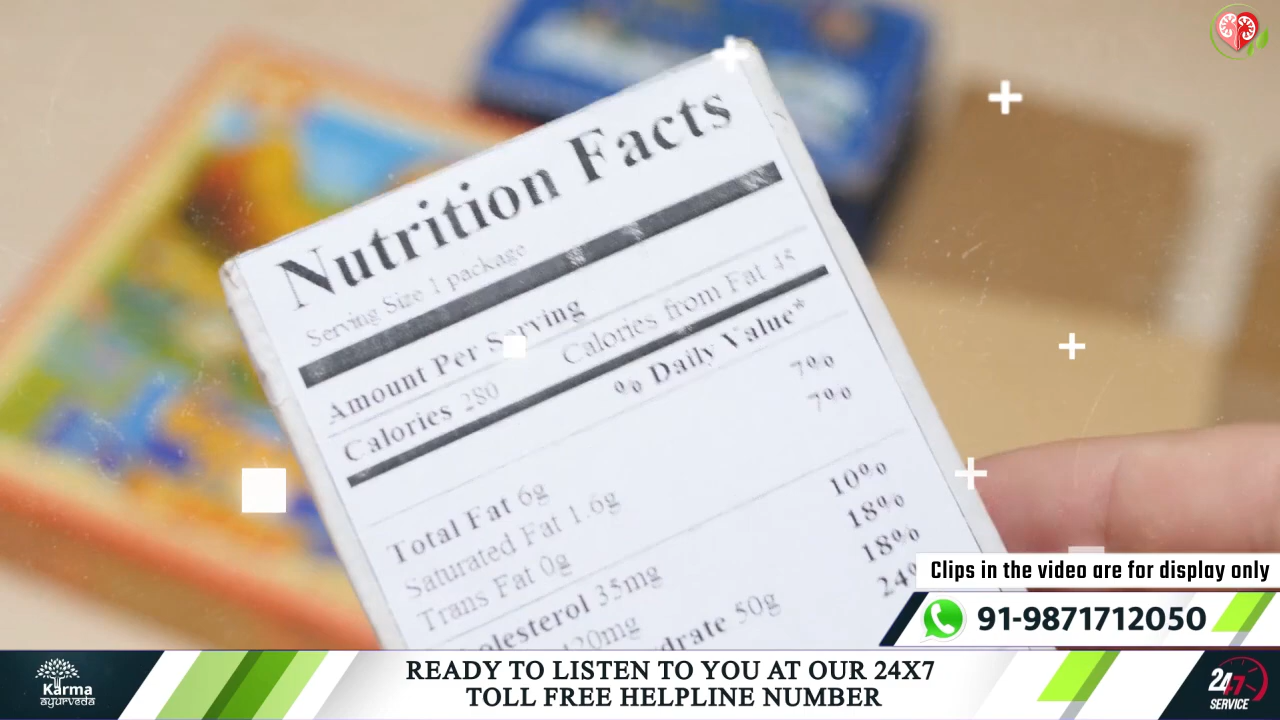 Nutrition Facts
Serving Size 1 package
Amount Per Serving
Calories 280 Calories from Fat 45
% Daily Value*
Total Fat 6g 7%
Saturated Fat 1.6g 7%
Trans Fat 0g
olesterol 35mg 10%
20mg 18%
drate 50g 18%
24%
Clips in the video are for display only
91-9871712050
READY TO LISTEN TO YOU AT OUR 24X7
TOLL FREE HELPLINE NUMBER
Karma
ayurveda
24/7
SERVICE